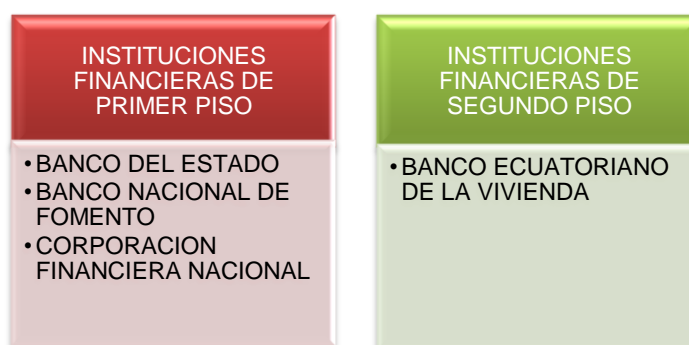 INSTITUCIONES
FINANCIERAS DE
PRIMER PISO
•BANCO DEL ESTADO
•BANCO NACIONAL DE
FOMENTO
•CORPORACION
FINANCIERA NACIONAL
INSTITUCIONES
FINANCIERAS DE
SEGUNDO PISO
•BANCO ECUATORIANO
DE LA VIVIENDA